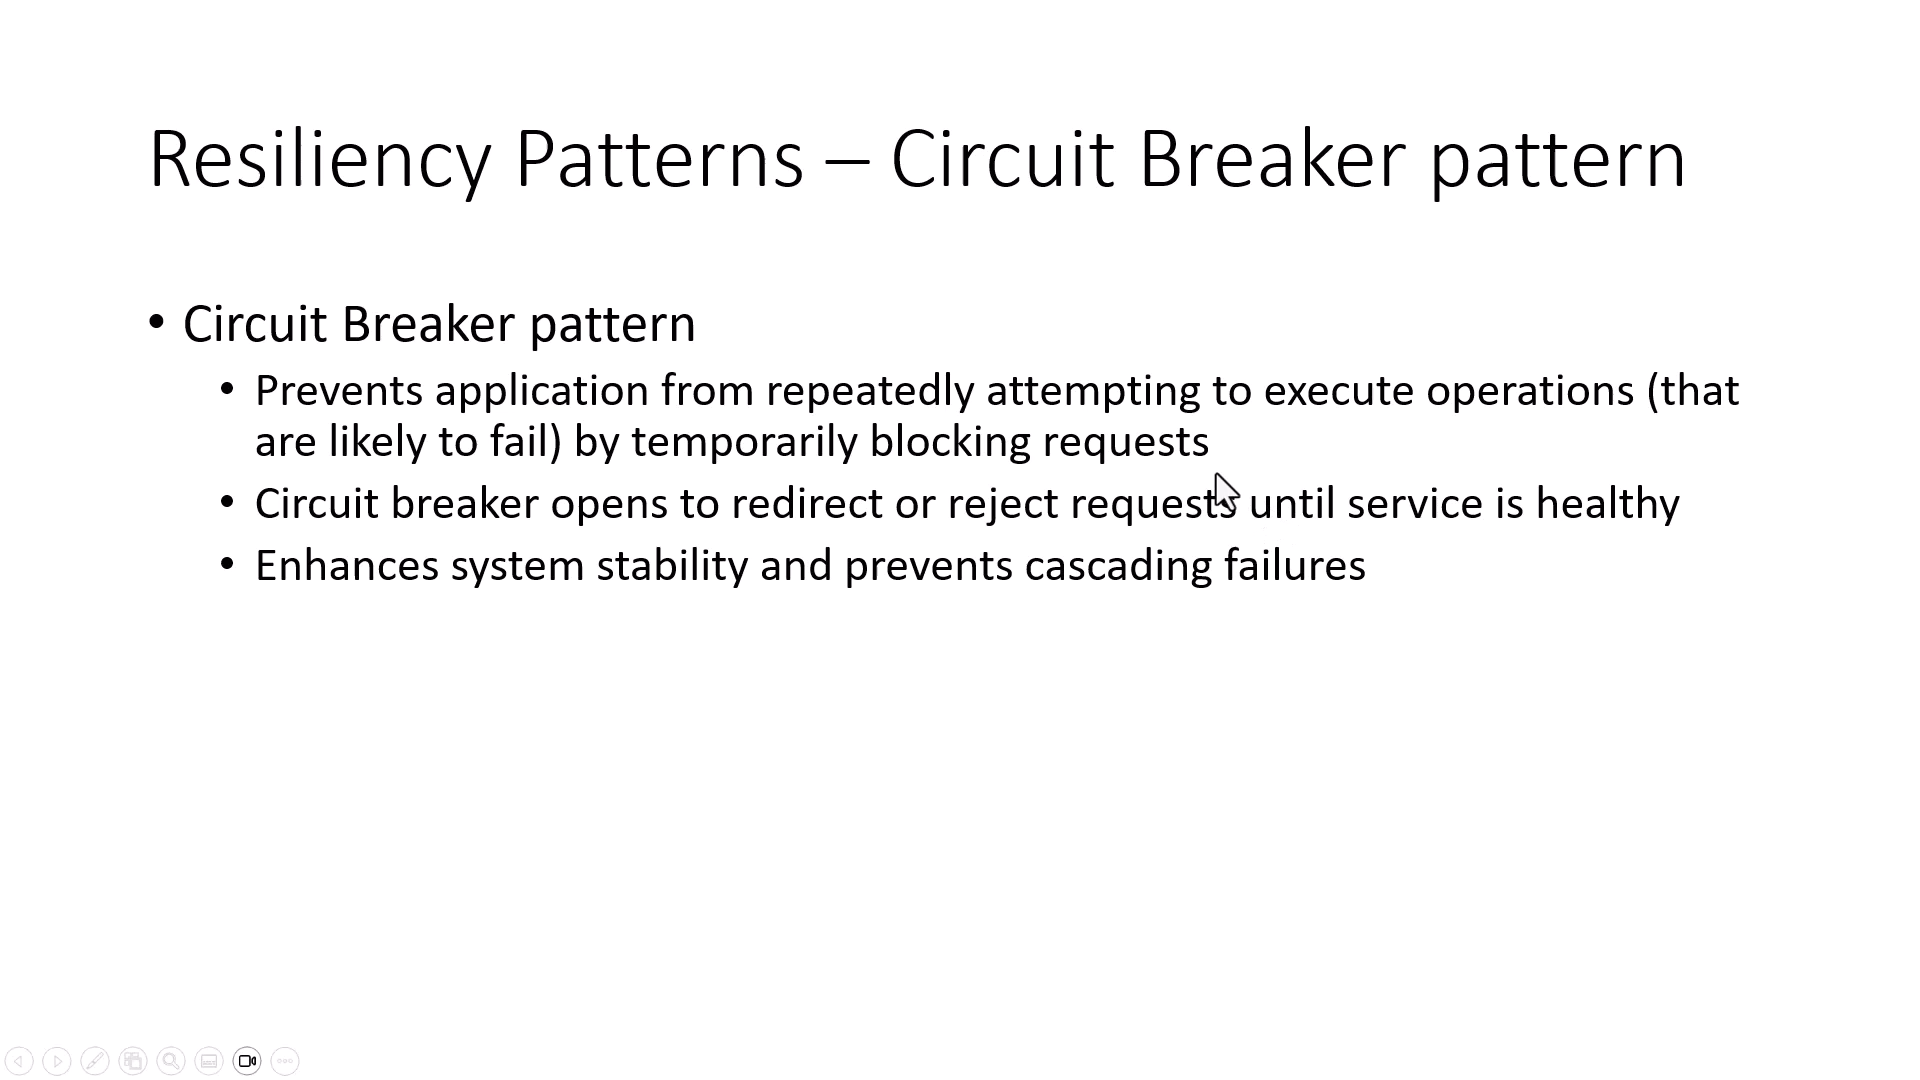 Resiliency Patterns – Circuit Breaker pattern
• Circuit Breaker pattern
• Prevents application from repeatedly attempting to execute operations (that
are likely to fail) by temporarily blocking requests
• Circuit breaker opens to redirect or reject requests until service is healthy
• Enhances system stability and prevents cascading failures